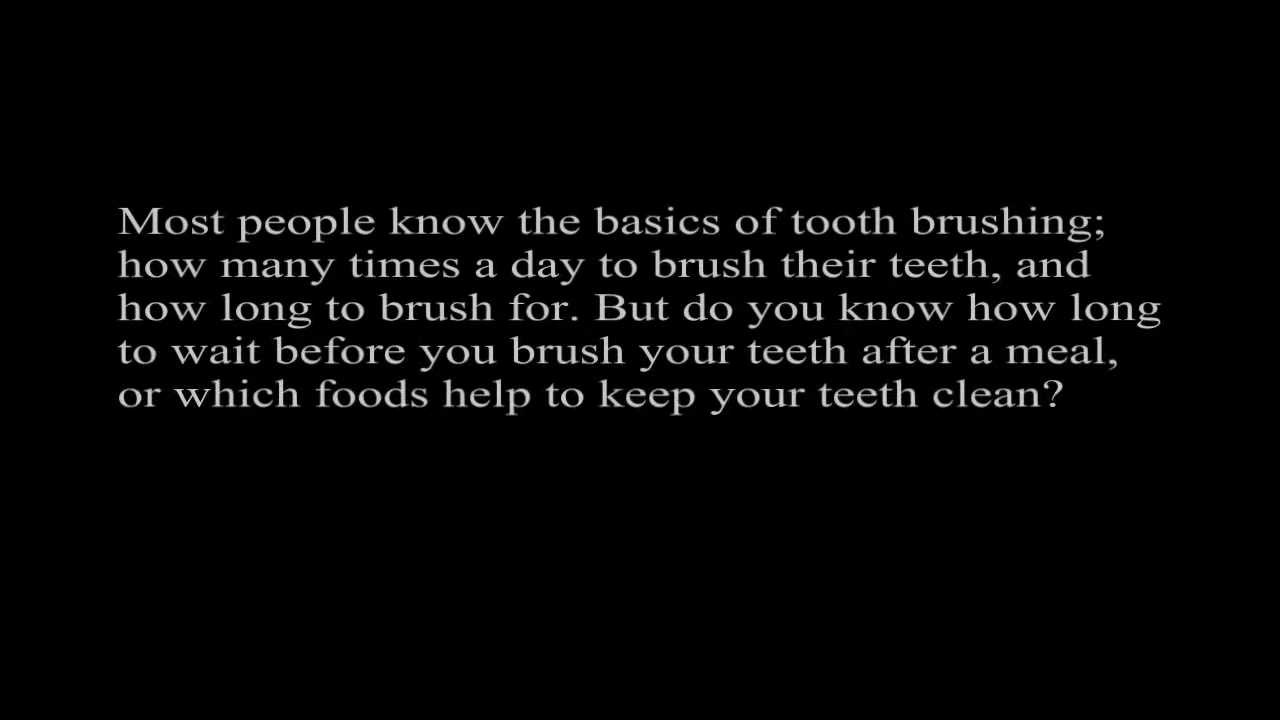 Most people know the basics of tooth brushing;
how many times a day to brush their teeth, and
how long to brush for. But do you know how long
to wait before you brush your teeth after a meal,
or which foods help to keep your teeth clean?